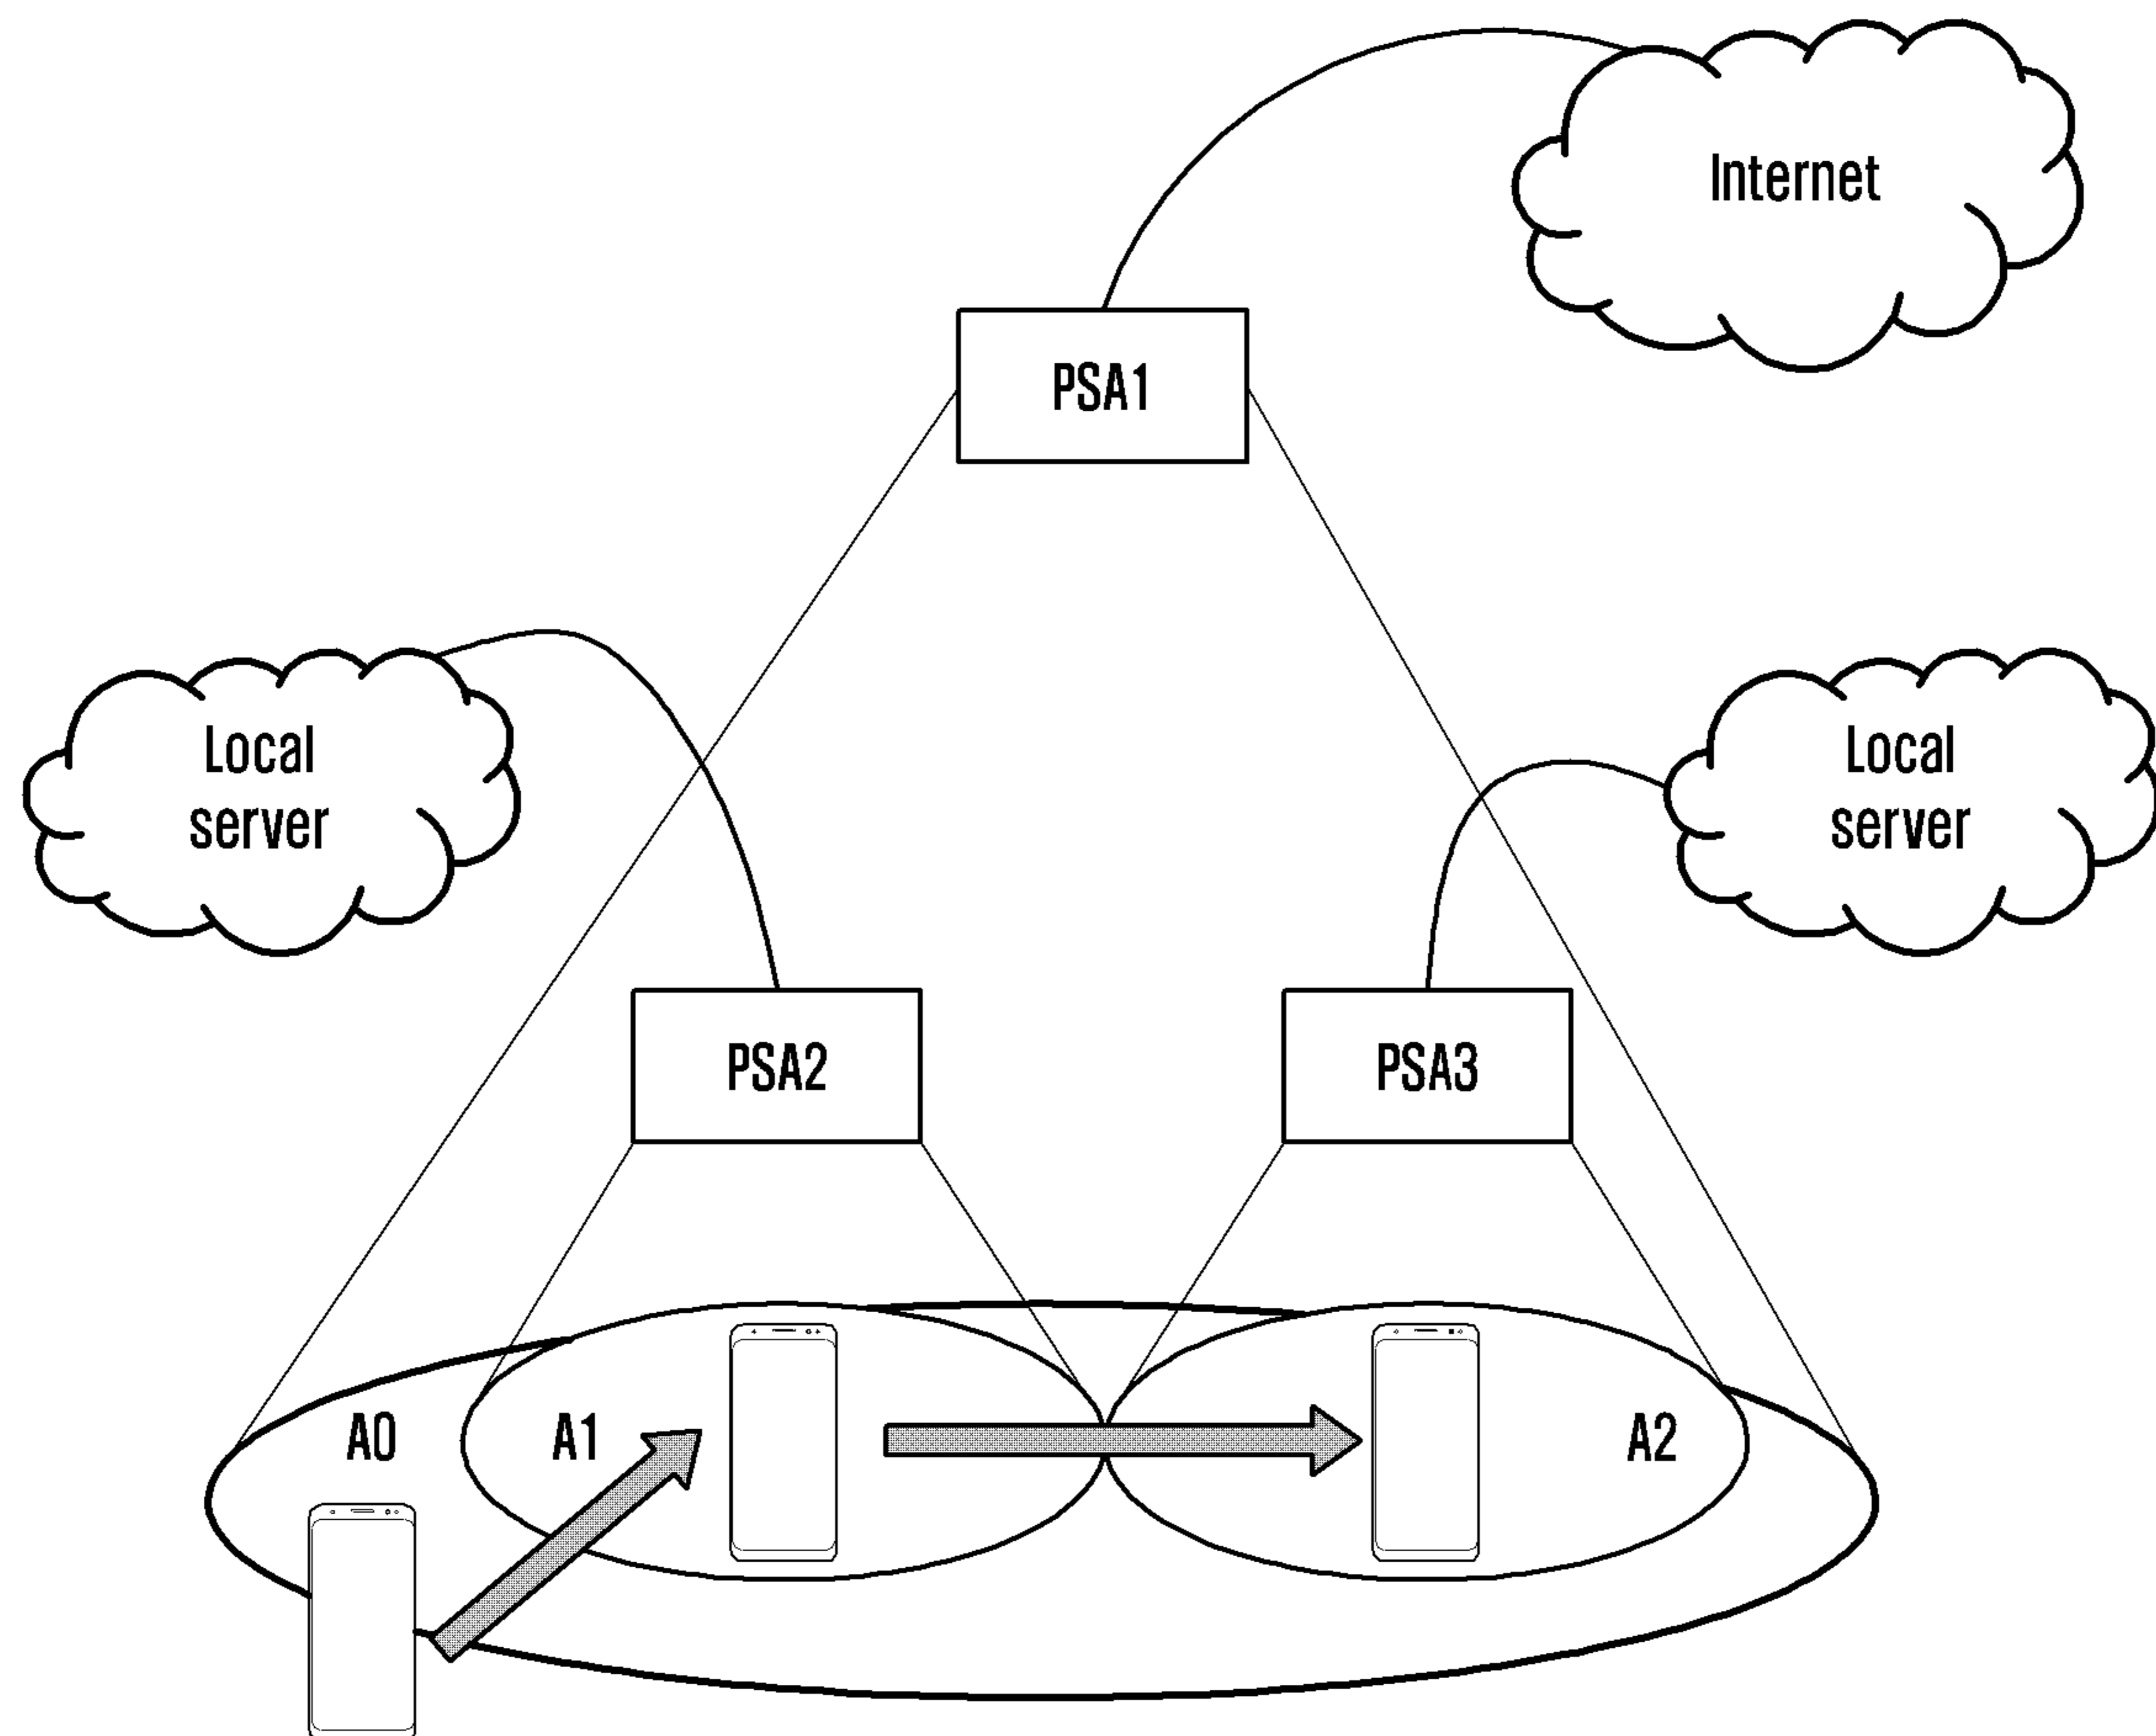 Internet
PSA1
Local
server
Local
server
PSA2
PSA3
A0
A1
A2